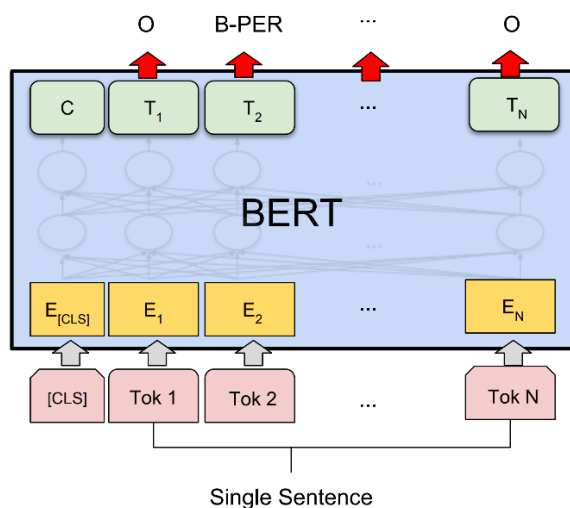 O B-PER ... O
C T1 T2 ... TN
...
BERT
...
E[CLS] E1 E2 ... EN
[CLS] Tok 1 Tok 2 ... Tok N
Single Sentence